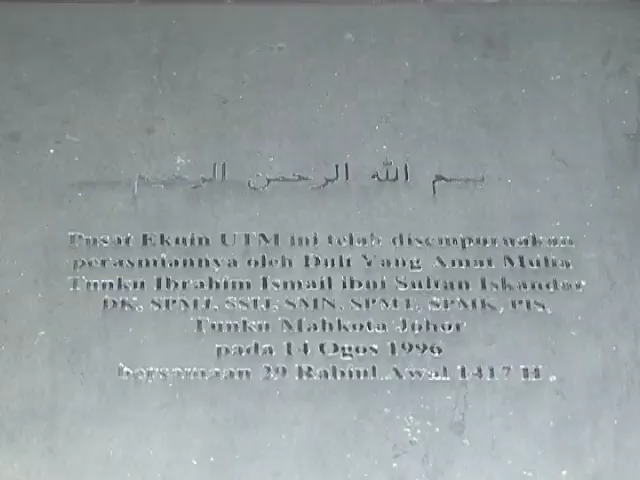 بسم الله الرحمن الرحيم
Pusat Ekuin UTM ini telah disempurnakan
perasmiannya oleh Duli Yang Amat Mulia
Tunku Ibrahim Ismail ibni Sultan Iskandar
DK, SPMJ, SSIJ, SMN, SPMT, SPMK, PIS,
Tunku Mahkota Johor
pada 14 Ogos 1996
bersamaan 29 Rabiul Awal 1417 H .